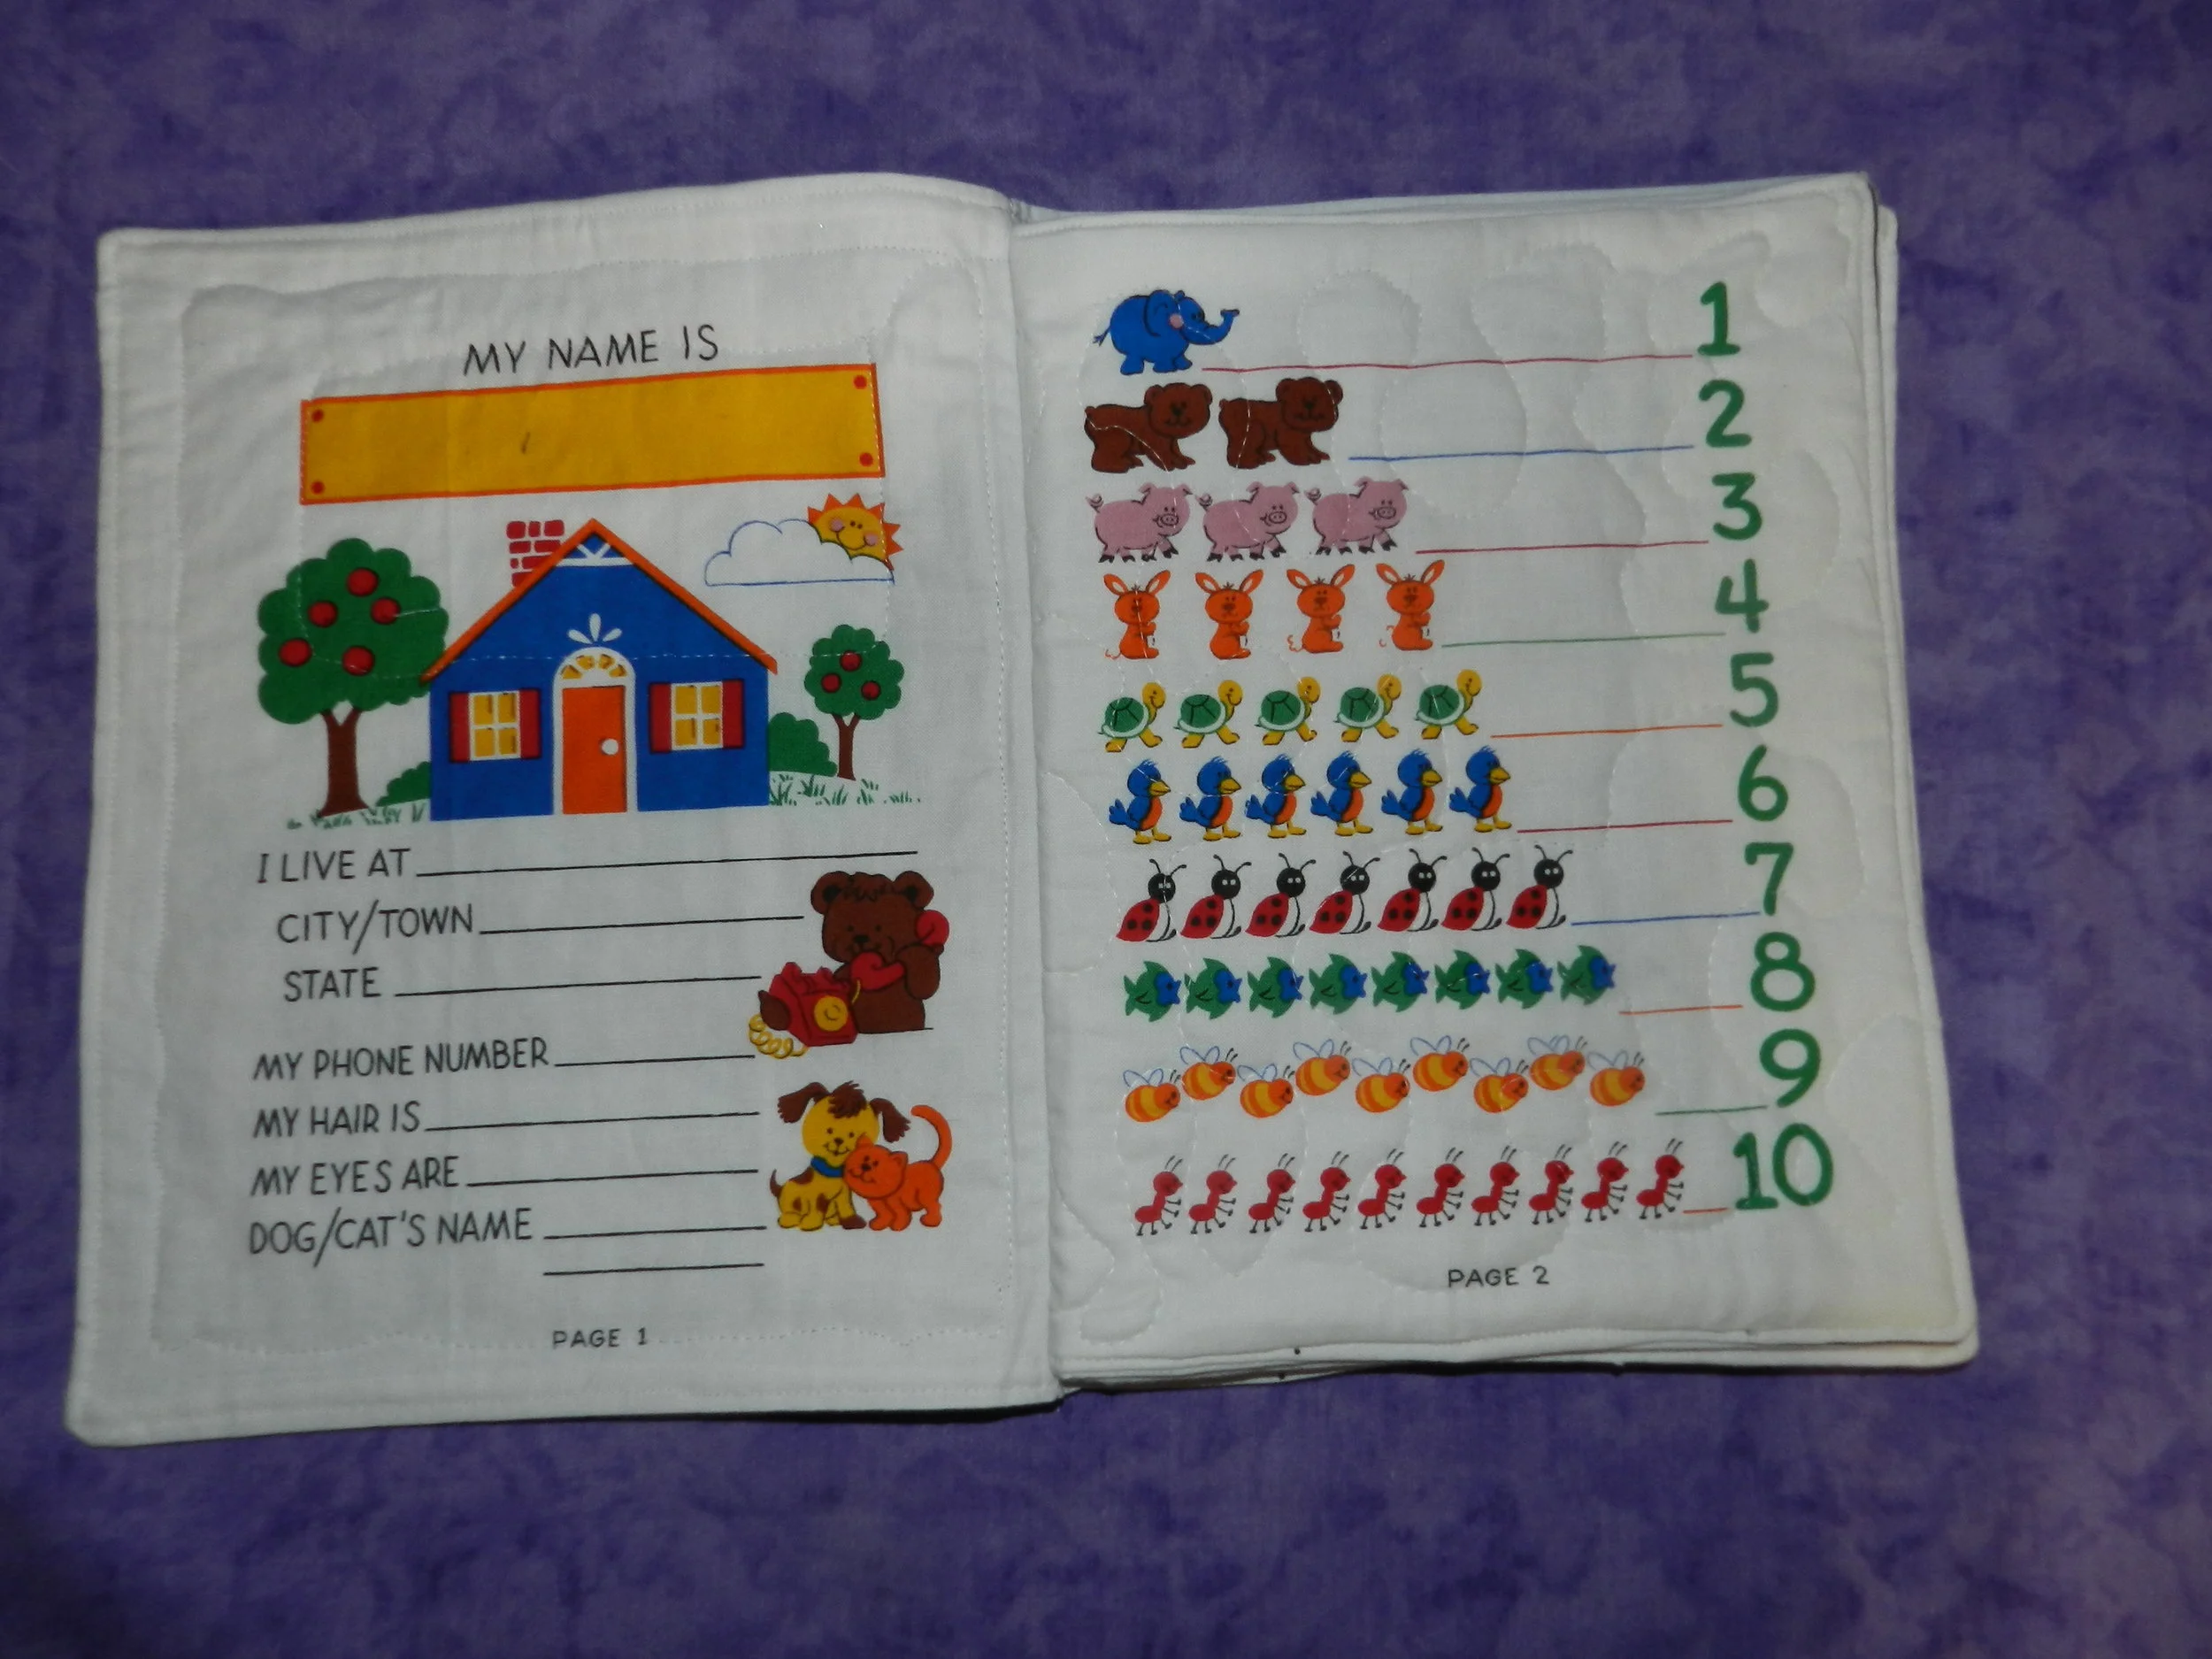 MY NAME IS
I LIVE AT
CITY/TOWN
STATE
MY PHONE NUMBER
MY HAIR IS
MY EYES ARE
DOG/CAT'S NAME
PAGE 1
1
2
3
4
5
6
7
8
9
10
PAGE 2